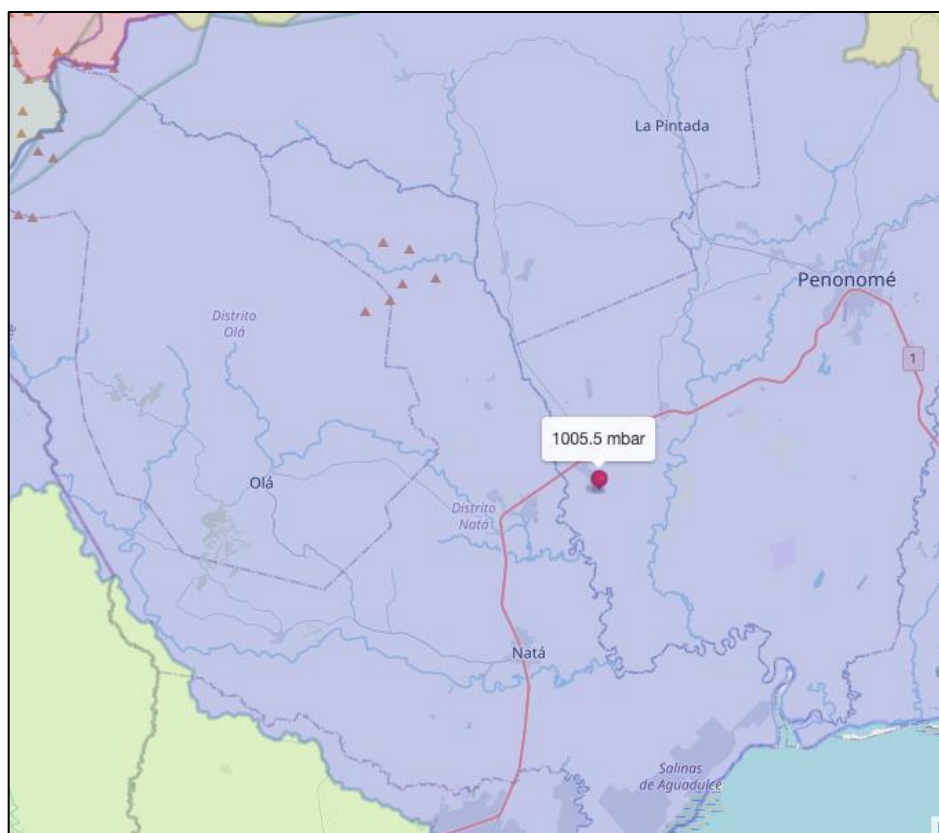 La Pintada
Penonomé
Distrito
Olá
1
1005.5 mbar
Olá
Distrito
Natá
Natá
Salinas
de Aguadulce